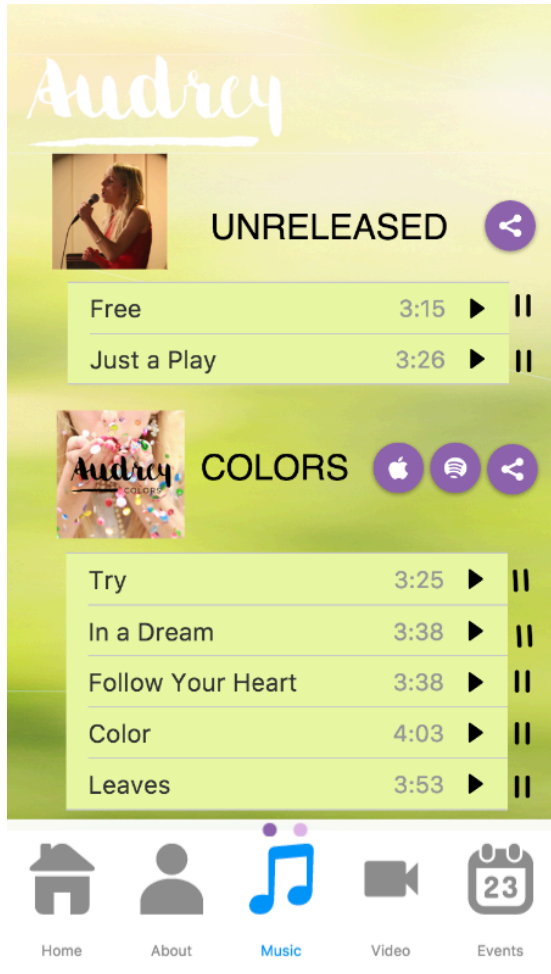 Audrey
UNRELEASED
Free 3:15
Just a Play 3:26
Audrey
COLORS
COLORS
Try 3:25
In a Dream 3:38
Follow Your Heart 3:38
Color 4:03
Leaves 3:53
23
Home About Music Video Events